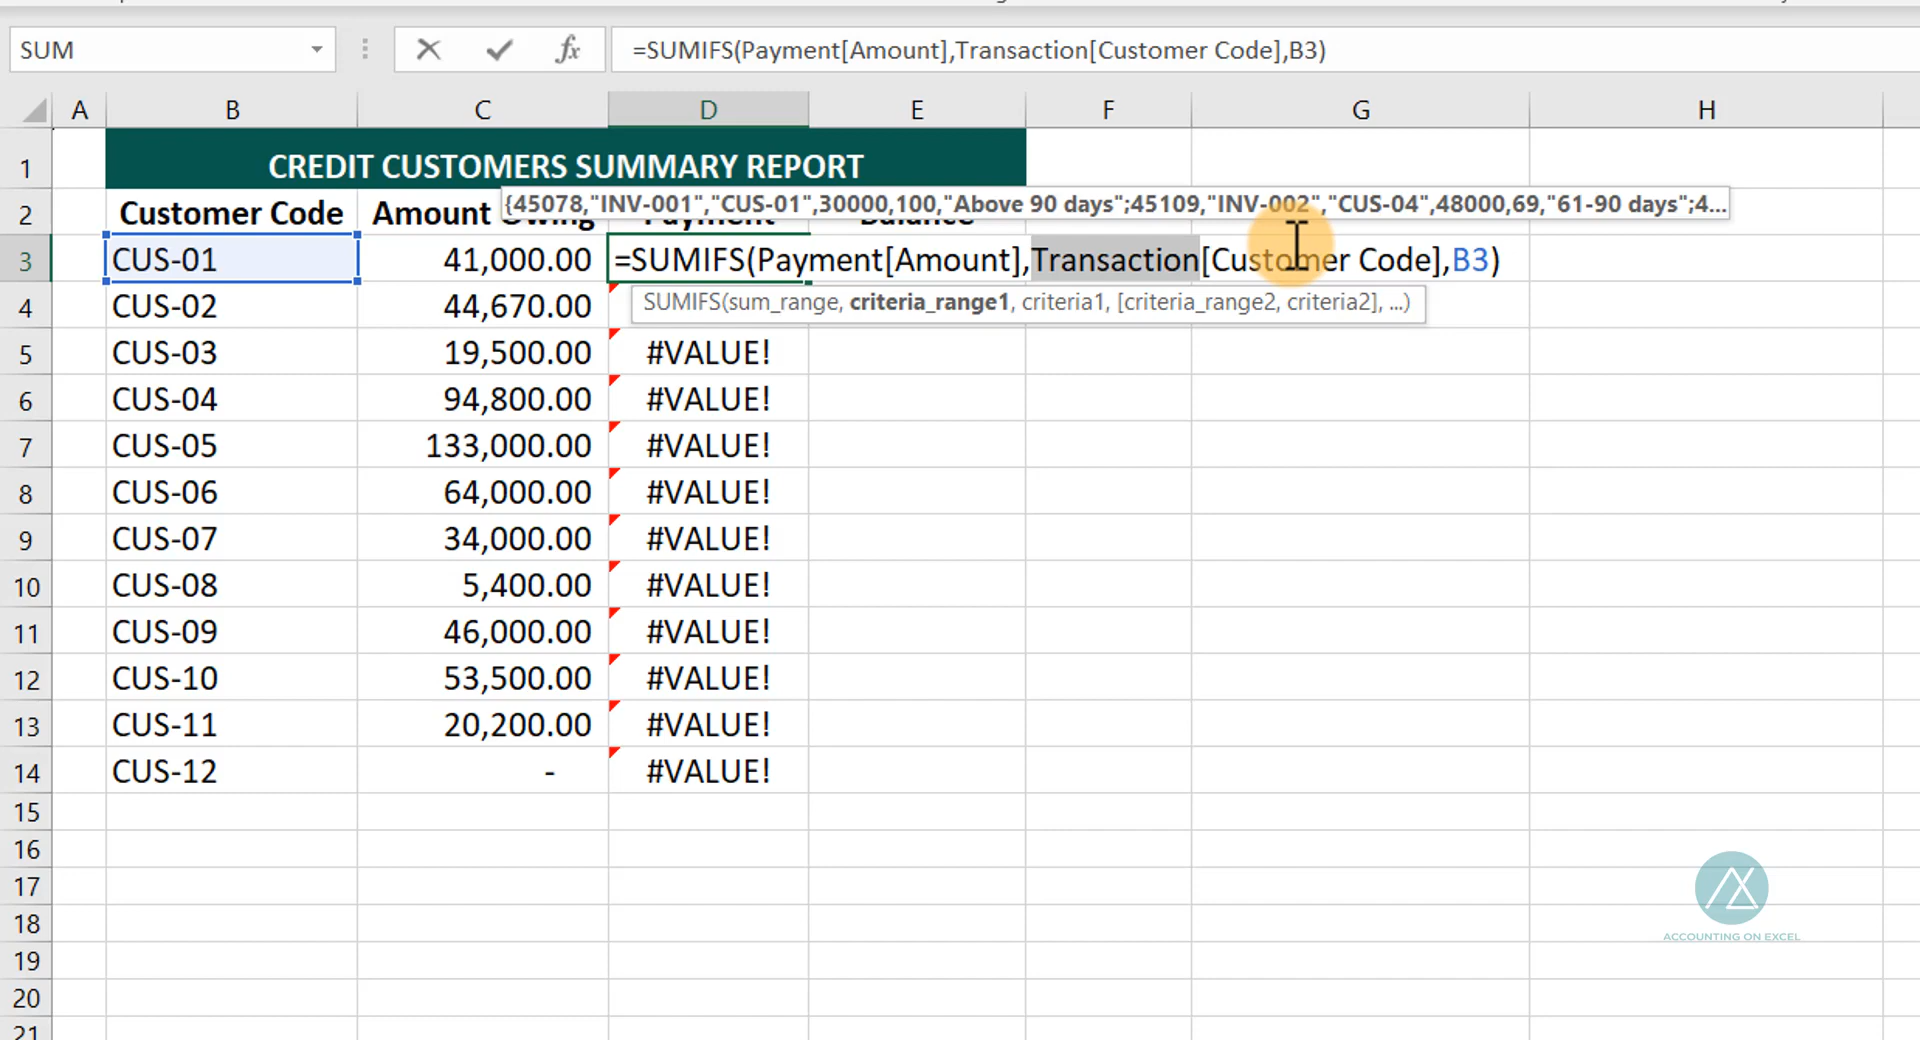 SUM fx =SUMIFS(Payment[Amount],Transaction[Customer Code],B3)
A B C D E F G H
1 CREDIT CUSTOMERS SUMMARY REPORT
{45078,"INV-001","CUS-01",30000,100,"Above 90 days";45109,"INV-002","CUS-04",48000,69,"61-90 days";4...
2 Customer Code Amount Owing Payment Balance
3 CUS-01 41,000.00 =SUMIFS(Payment[Amount],Transaction[Customer Code],B3)
SUMIFS(sum_range, criteria_range1, criteria1, [criteria_range2, criteria2], ...)
4 CUS-02 44,670.00
5 CUS-03 19,500.00 #VALUE!
6 CUS-04 94,800.00 #VALUE!
7 CUS-05 133,000.00 #VALUE!
8 CUS-06 64,000.00 #VALUE!
9 CUS-07 34,000.00 #VALUE!
10 CUS-08 5,400.00 #VALUE!
11 CUS-09 46,000.00 #VALUE!
12 CUS-10 53,500.00 #VALUE!
13 CUS-11 20,200.00 #VALUE!
14 CUS-12 - #VALUE!
15
16
17
18
ACCOUNTING ON EXCEL
19
20
21